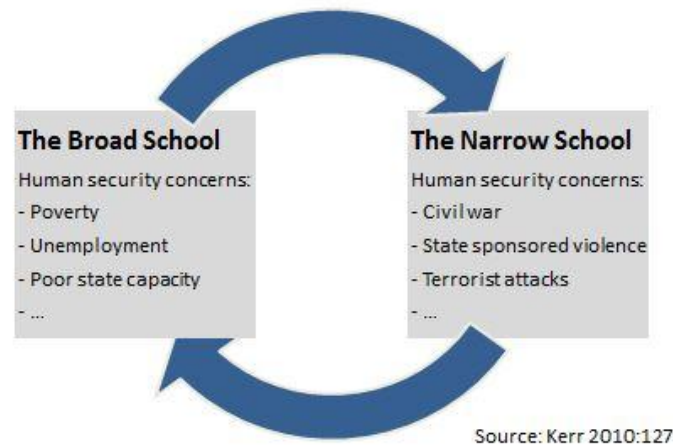 The Broad School
Human security concerns:
- Poverty
- Unemployment
- Poor state capacity
- ...
The Narrow School
Human security concerns:
- Civil war
- State sponsored violence
- Terrorist attacks
- ...
Source: Kerr 2010:127